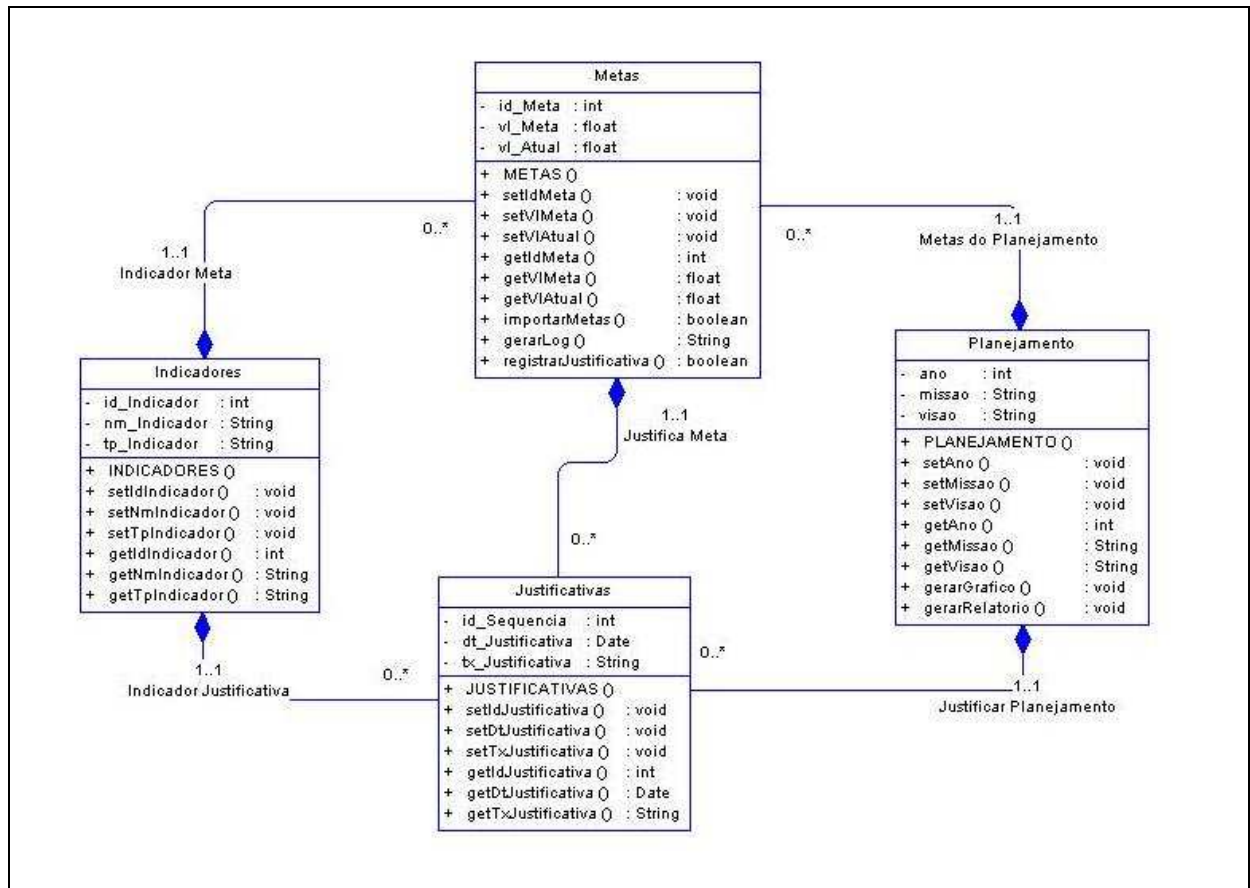 Metas
- id_Meta : int
- vl_Meta : float
- vl_Atual : float
+ METAS ()
+ setIdMeta () : void
+ setVlMeta () : void
+ setVlAtual () : void
+ getIdMeta () : int
+ getVlMeta () : float
+ getVlAtual () : float
+ importarMetas () : boolean
+ gerarLog () : String
+ registrarJustificativa () : boolean
0..*
1..1
Indicador Meta
0..*
1..1
Metas do Planejamento
Indicadores
- id_Indicador : int
- nm_Indicador : String
- tp_Indicador : String
+ INDICADORES ()
+ setIdIndicador () : void
+ setNmIndicador () : void
+ setTpIndicador () : void
+ getIdIndicador () : int
+ getNmIndicador () : String
+ getTpIndicador () : String
Planejamento
- ano : int
- missao : String
- visao : String
+ PLANEJAMENTO ()
+ setAno () : void
+ setMissao () : void
+ setVisao () : void
+ getAno () : int
+ getMissao () : String
+ getVisao () : String
+ gerarGrafico () : void
+ gerarRelatorio () : void
1..1
Justifica Meta
0..*
Justificativas
- id_Sequencia : int
- dt_Justificativa : Date
- tx_Justificativa : String
+ JUSTIFICATIVAS ()
+ setIdJustificativa () : void
+ setDtJustificativa () : void
+ setTxJustificativa () : void
+ getIdJustificativa () : int
+ getDtJustificativa () : Date
+ getTxJustificativa () : String
1..1
Indicador Justificativa
0..*
0..*
1..1
Justificar Planejamento